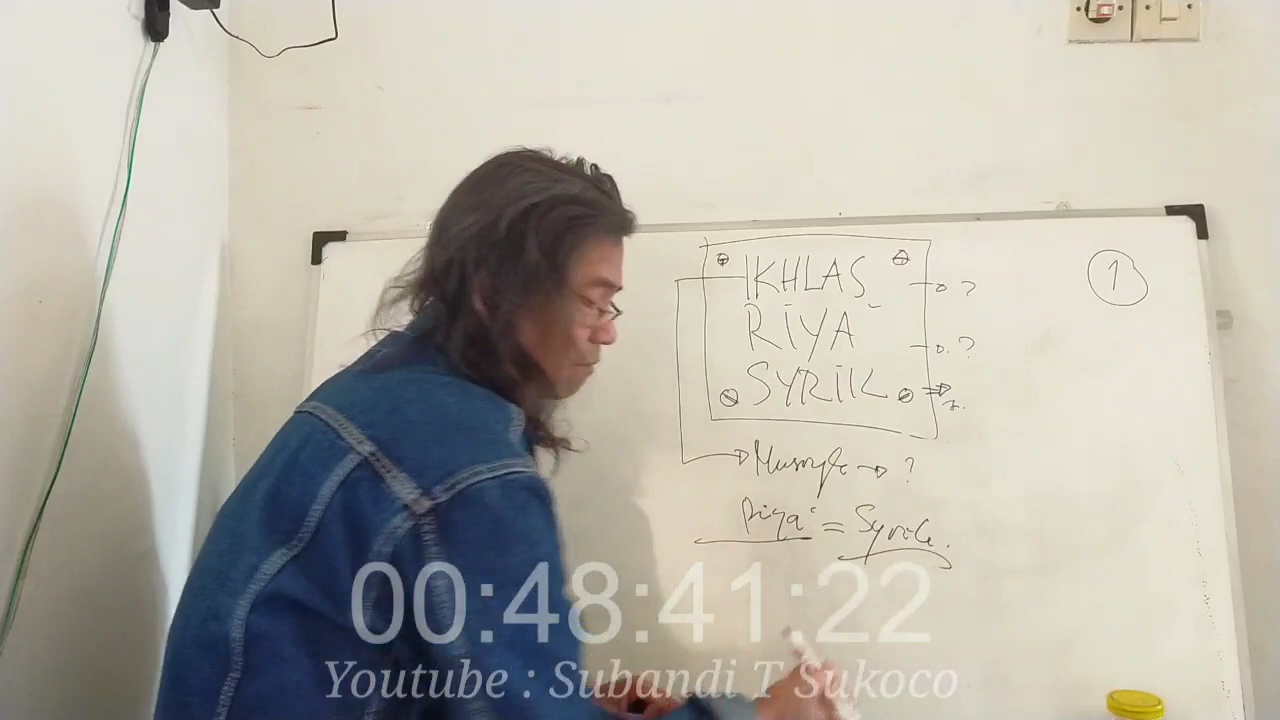 IKHLAS → ?
RIYA' → ?
SYRIK
1
→ ?
Riya' = Syrik.
00:48:41:22
Youtube : Subandi T Sukoco